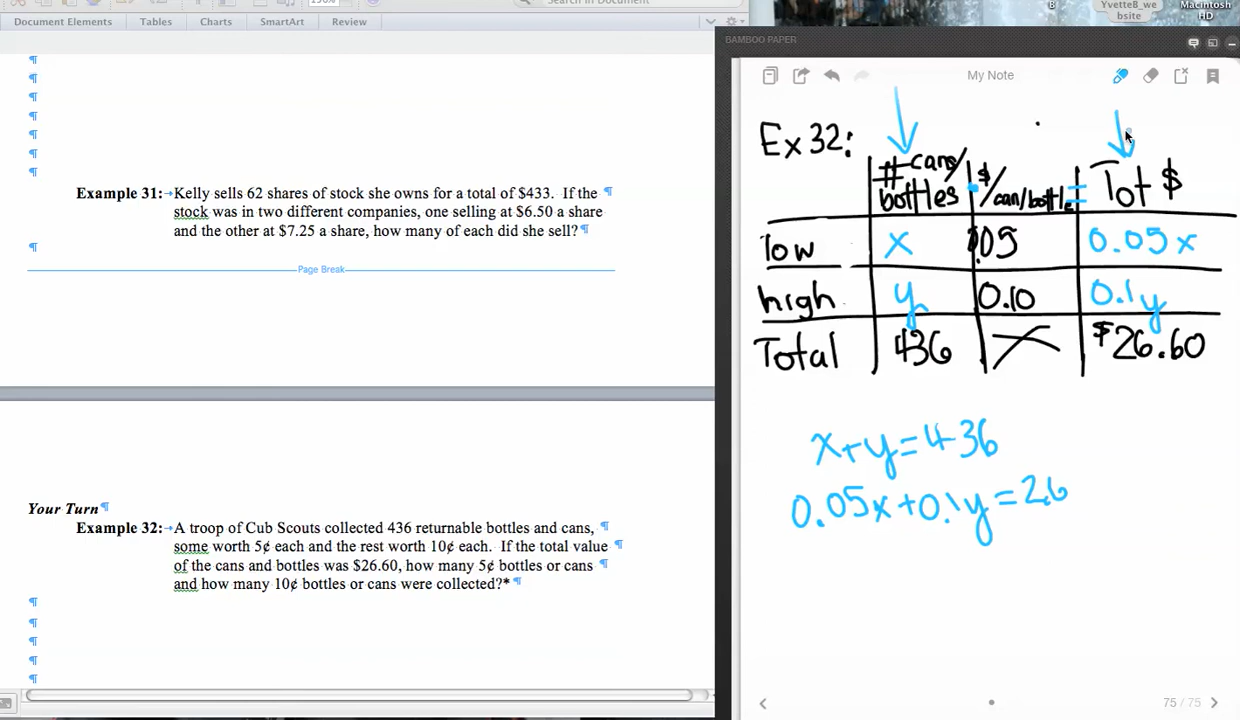 Document Elements Tables Charts SmartArt Review
Search in Document
B
YvetteB_we
bsite
Macintosh
HD
BAMBOO PAPER
My Note
Example 31: Kelly sells 62 shares of stock she owns for a total of $433. If the
stock was in two different companies, one selling at $6.50 a share
and the other at $7.25 a share, how many of each did she sell?
Page Break
Your Turn
Example 32: A troop of Cub Scouts collected 436 returnable bottles and cans,
some worth 5¢ each and the rest worth 10¢ each. If the total value
of the cans and bottles was $26.60, how many 5¢ bottles or cans
and how many 10¢ bottles or cans were collected?*
Ex 32:
# cans/
bottles · $/can/bottle = Tot $
low x .05 0.05x
high y 0.10 0.1y
Total 436 $26.60
x+y=436
0.05x+0.1y=26
75 / 75